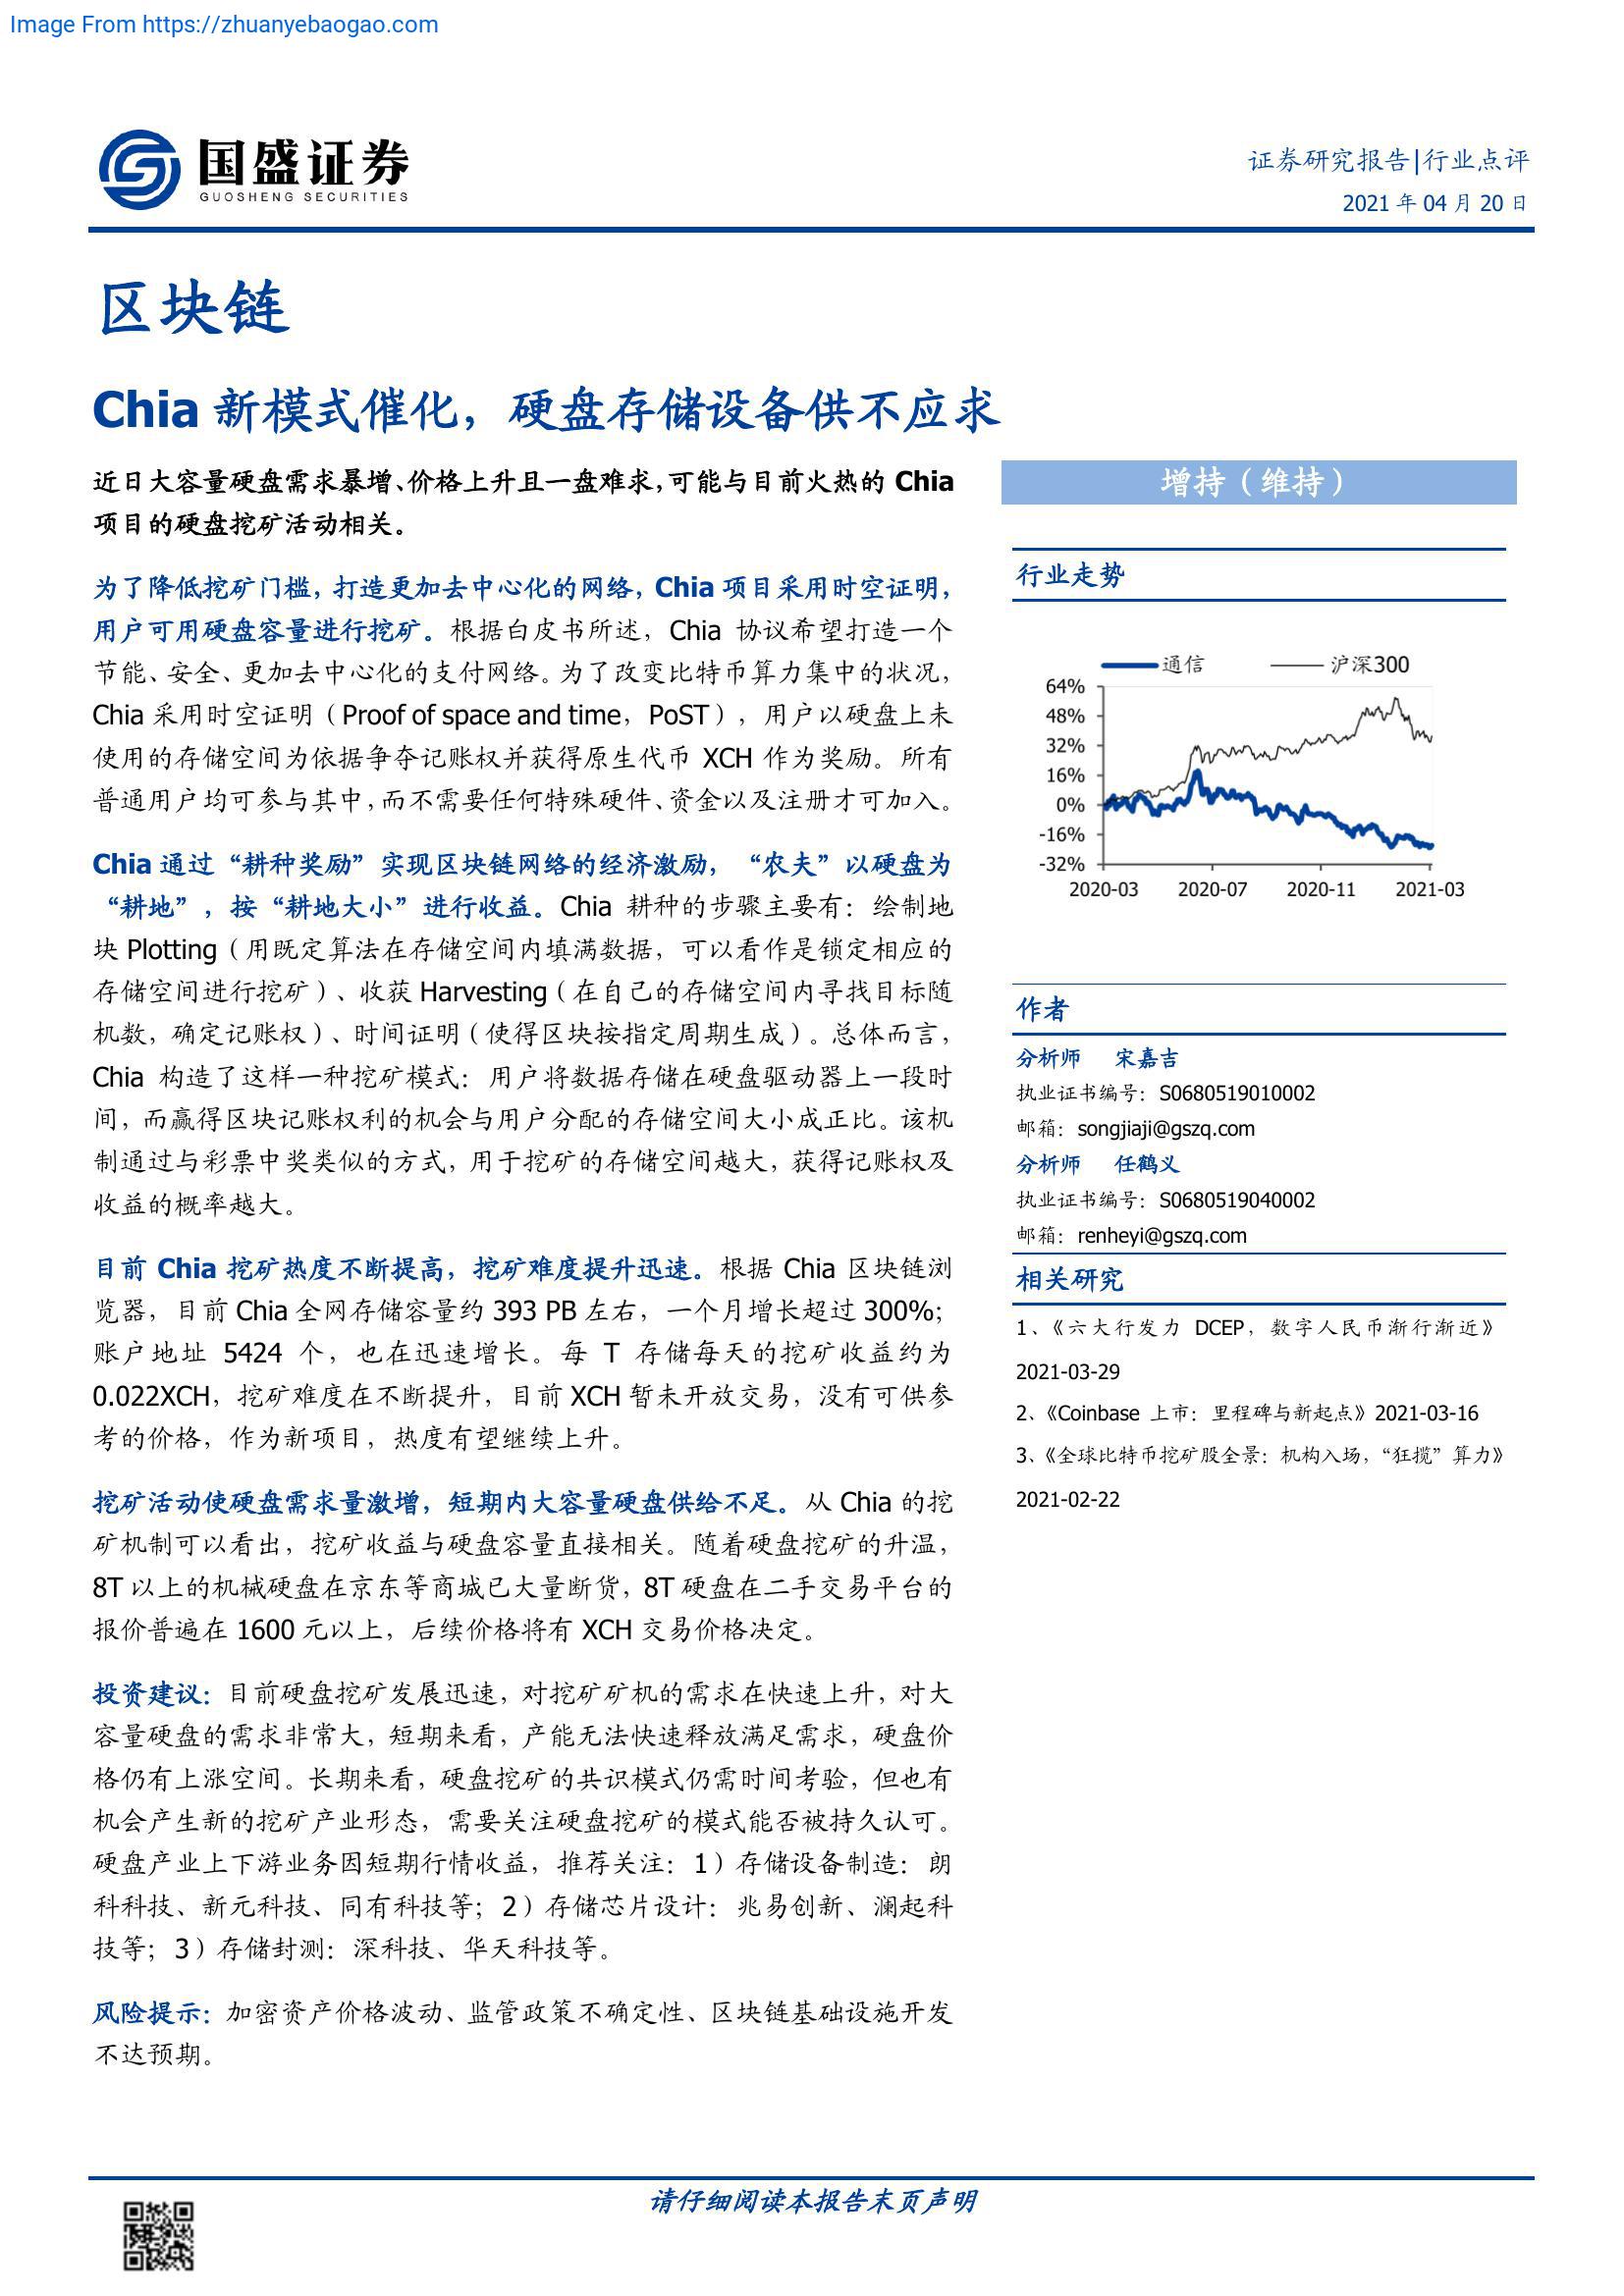 Image From https://zhuanyebaogao.com
国盛证券
GUOSHENG SECURITIES
证券研究报告|行业点评
2021 年 04 月 20 日
区块链
Chia 新模式催化，硬盘存储设备供不应求
近日大容量硬盘需求暴增、价格上升且一盘难求，可能与目前火热的 Chia
项目的硬盘挖矿活动相关。
为了降低挖矿门槛，打造更加去中心化的网络，Chia 项目采用时空证明，
用户可用硬盘容量进行挖矿。根据白皮书所述，Chia 协议希望打造一个
节能、安全、更加去中心化的支付网络。为了改变比特币算力集中的状况，
Chia 采用时空证明（Proof of space and time，PoST），用户以硬盘上未
使用的存储空间为依据争夺记账权并获得原生代币 XCH 作为奖励。所有
普通用户均可参与其中，而不需要任何特殊硬件、资金以及注册才可加入。
Chia 通过“耕种奖励”实现区块链网络的经济激励，“农夫”以硬盘为
“耕地”，按“耕地大小”进行收益。Chia 耕种的步骤主要有：绘制地
块 Plotting（用既定算法在存储空间内填满数据，可以看作是锁定相应的
存储空间进行挖矿）、收获 Harvesting（在自己的存储空间内寻找目标随
机数，确定记账权）、时间证明（使得区块按指定周期生成）。总体而言，
Chia 构造了这样一种挖矿模式：用户将数据存储在硬盘驱动器上一段时
间，而赢得区块记账权利的机会与用户分配的存储空间大小成正比。该机
制通过与彩票中奖类似的方式，用于挖矿的存储空间越大，获得记账权及
收益的概率越大。
目前 Chia 挖矿热度不断提高，挖矿难度提升迅速。根据 Chia 区块链浏
览器，目前 Chia 全网存储容量约 393 PB 左右，一个月增长超过 300%；
账户地址 5424 个，也在迅速增长。每 T 存储每天的挖矿收益约为
0.022XCH，挖矿难度在不断提升，目前 XCH 暂未开放交易，没有可供参
考的价格，作为新项目，热度有望继续上升。
挖矿活动使硬盘需求量激增，短期内大容量硬盘供给不足。从 Chia 的挖
矿机制可以看出，挖矿收益与硬盘容量直接相关。随着硬盘挖矿的升温，
8T 以上的机械硬盘在京东等商城已大量断货，8T 硬盘在二手交易平台的
报价普遍在 1600 元以上，后续价格将有 XCH 交易价格决定。
投资建议：目前硬盘挖矿发展迅速，对挖矿矿机的需求在快速上升，对大
容量硬盘的需求非常大，短期来看，产能无法快速释放满足需求，硬盘价
格仍有上涨空间。长期来看，硬盘挖矿的共识模式仍需时间考验，但也有
机会产生新的挖矿产业形态，需要关注硬盘挖矿的模式能否被持久认可。
硬盘产业上下游业务因短期行情收益，推荐关注：1）存储设备制造：朗
科科技、新元科技、同有科技等；2）存储芯片设计：兆易创新、澜起科
技等；3）存储封测：深科技、华天科技等。
风险提示：加密资产价格波动、监管政策不确定性、区块链基础设施开发
不达预期。
增持（维持）
行业走势
通信 沪深300
64%
48%
32%
16%
0%
-16%
-32%
2020-03 2020-07 2020-11 2021-03
作者
分析师 宋嘉吉
执业证书编号：S0680519010002
邮箱：songjiaji@gszq.com
分析师 任鹤义
执业证书编号：S0680519040002
邮箱：renheyi@gszq.com
相关研究
1、《六大行发力 DCEP，数字人民币渐行渐近》
2021-03-29
2、《Coinbase 上市：里程碑与新起点》2021-03-16
3、《全球比特币挖矿股全景：机构入场，“狂揽”算力》
2021-02-22
请仔细阅读本报告末页声明